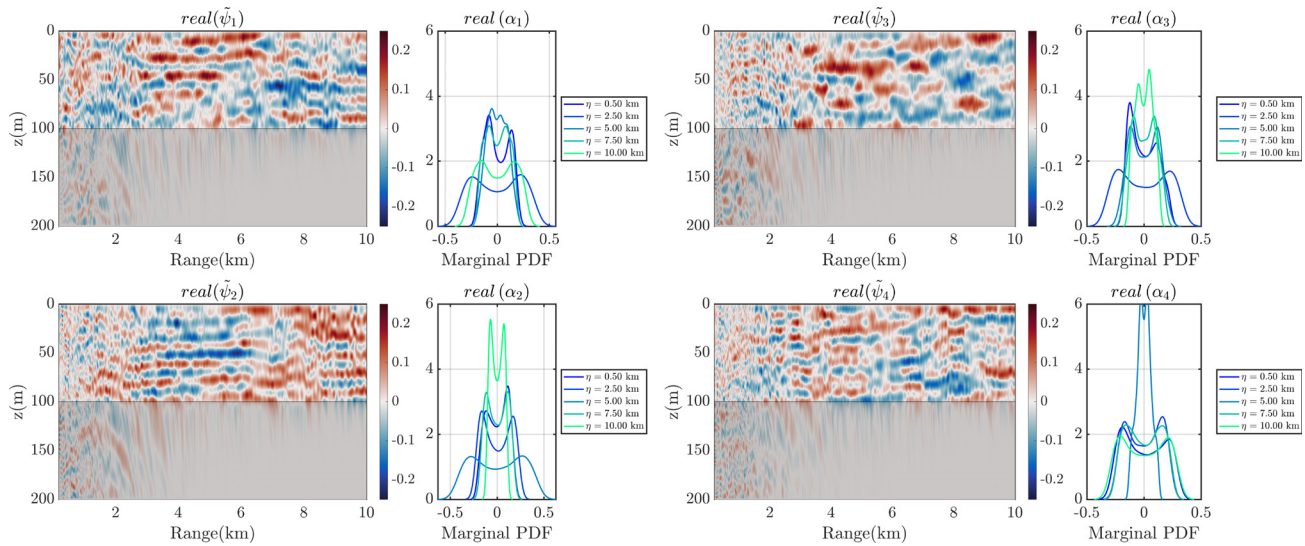 real(ψ̃₁)
0
50
100
150
200
z(m)
2 4 6 8 10
Range(km)
0.2
0.1
0
-0.1
-0.2
real (α₁)
6
4
2
0
-0.5 0 0.5
Marginal PDF
η = 0.50 km
η = 2.50 km
η = 5.00 km
η = 7.50 km
η = 10.00 km
real(ψ̃₃)
0
50
100
150
200
z(m)
2 4 6 8 10
Range(km)
0.2
0.1
0
-0.1
-0.2
real (α₃)
6
4
2
0
-0.5 0 0.5
Marginal PDF
η = 0.50 km
η = 2.50 km
η = 5.00 km
η = 7.50 km
η = 10.00 km
real(ψ̃₂)
0
50
100
150
200
z(m)
2 4 6 8 10
Range(km)
0.2
0.1
0
-0.1
-0.2
real (α₂)
6
4
2
0
-0.5 0 0.5
Marginal PDF
η = 0.50 km
η = 2.50 km
η = 5.00 km
η = 7.50 km
η = 10.00 km
real(ψ̃₄)
0
50
100
150
200
z(m)
2 4 6 8 10
Range(km)
0.2
0.1
0
-0.1
-0.2
real (α₄)
6
4
2
0
-0.5 0 0.5
Marginal PDF
η = 0.50 km
η = 2.50 km
η = 5.00 km
η = 7.50 km
η = 10.00 km